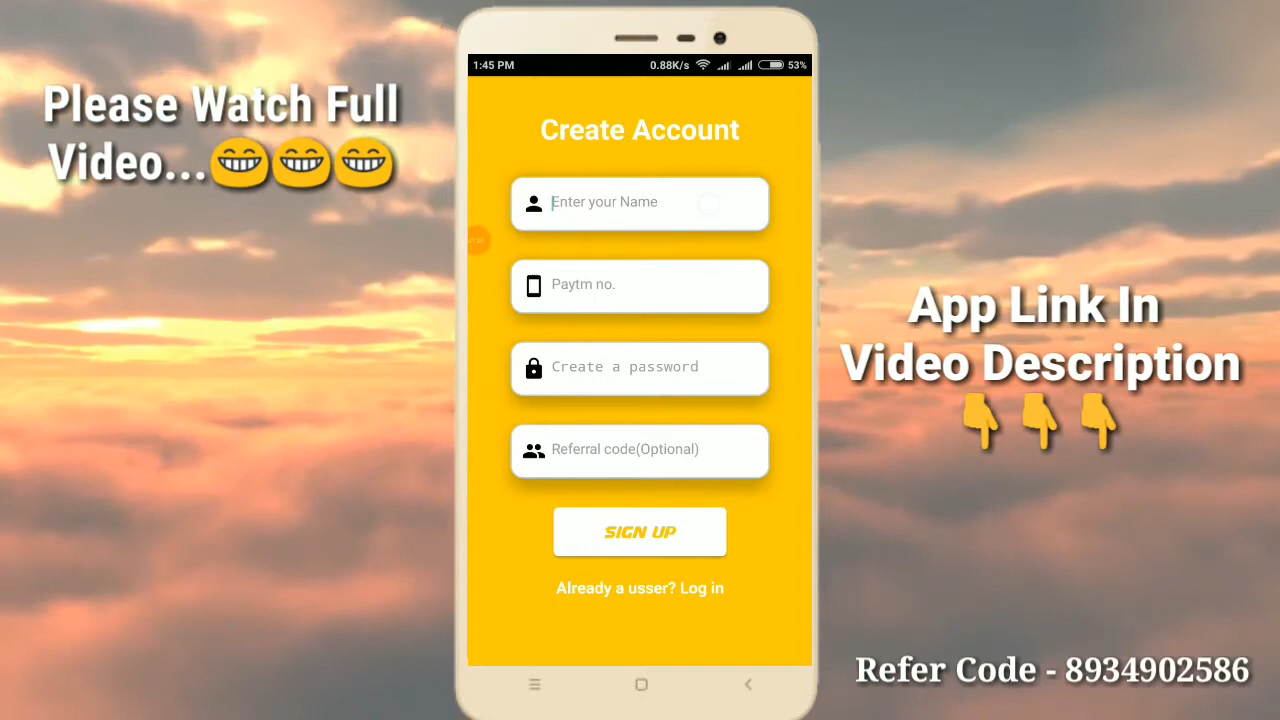 Please Watch Full
Video...😁😁😁
1:45 PM
0.88K/s
53%
Create Account
Enter your Name
Paytm no.
Create a password
Referral code(Optional)
SIGN UP
Already a usser? Log in
App Link In
Video Description
👇👇👇
Refer Code - 8934902586